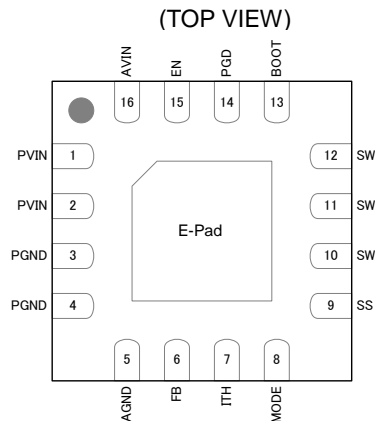 (TOP VIEW)
AVIN EN PGD BOOT
16 15 14 13
PVIN 1 12 SW
PVIN 2 11 SW
E-Pad
PGND 3 10 SW
PGND 4 9 SS
5 6 7 8
AGND FB ITH MODE